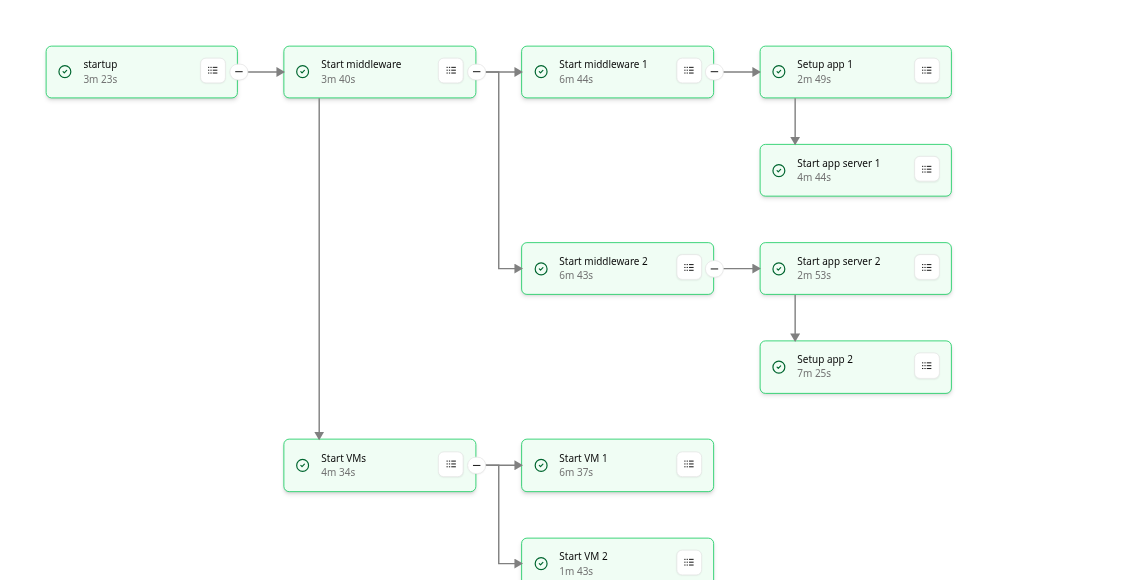 startup
3m 23s
Start middleware
3m 40s
Start middleware 1
6m 44s
Setup app 1
2m 49s
Start app server 1
4m 44s
Start middleware 2
6m 43s
Start app server 2
2m 53s
Setup app 2
7m 25s
Start VMs
4m 34s
Start VM 1
6m 37s
Start VM 2
1m 43s